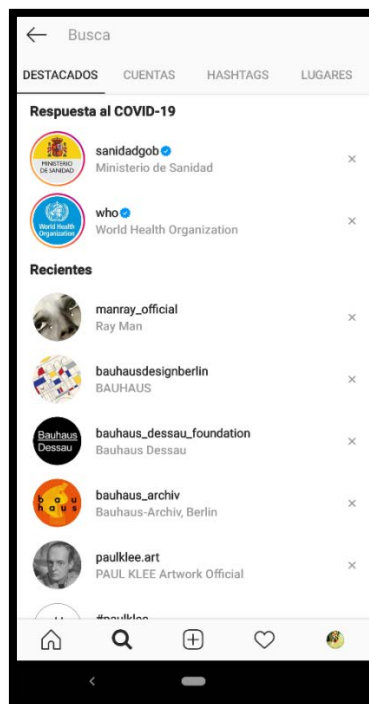 Busca
DESTACADOS CUENTAS HASHTAGS LUGARES
Respuesta al COVID-19
MINISTERIO
DE SANIDAD
sanidadgob
Ministerio de Sanidad
World Health
Organization
who
World Health Organization
Recientes
manray_official
Ray Man
bauhausdesignberlin
BAUHAUS
Bauhaus
Dessau
bauhaus_dessau_foundation
Bauhaus Dessau
b a u
h a u s
bauhaus_archiv
Bauhaus-Archiv, Berlin
paulklee.art
PAUL KLEE Artwork Official
#paulklee